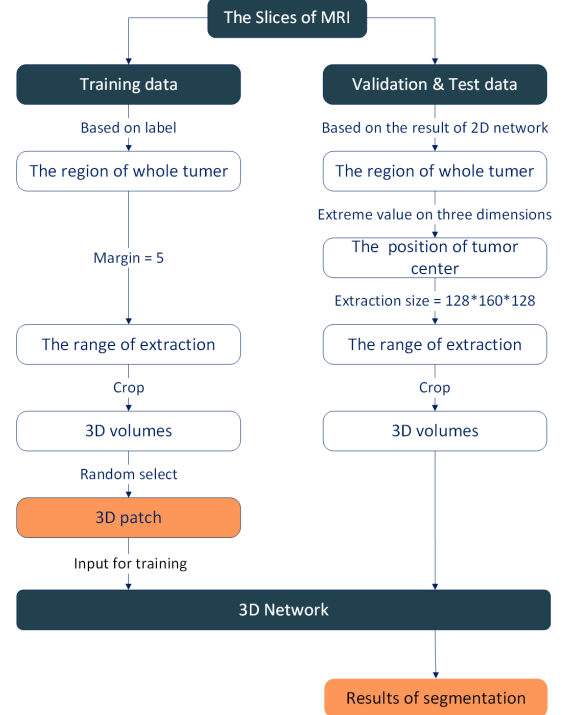 The Slices of MRI
Training data
Based on label
The region of whole tumer
Margin = 5
The range of extraction
Crop
3D volumes
Random select
3D patch
Input for training
Validation & Test data
Based on the result of 2D network
The region of whole tumer
Extreme value on three dimensions
The position of tumor
center
Extraction size = 128*160*128
The range of extraction
Crop
3D volumes
3D Network
Results of segmentation